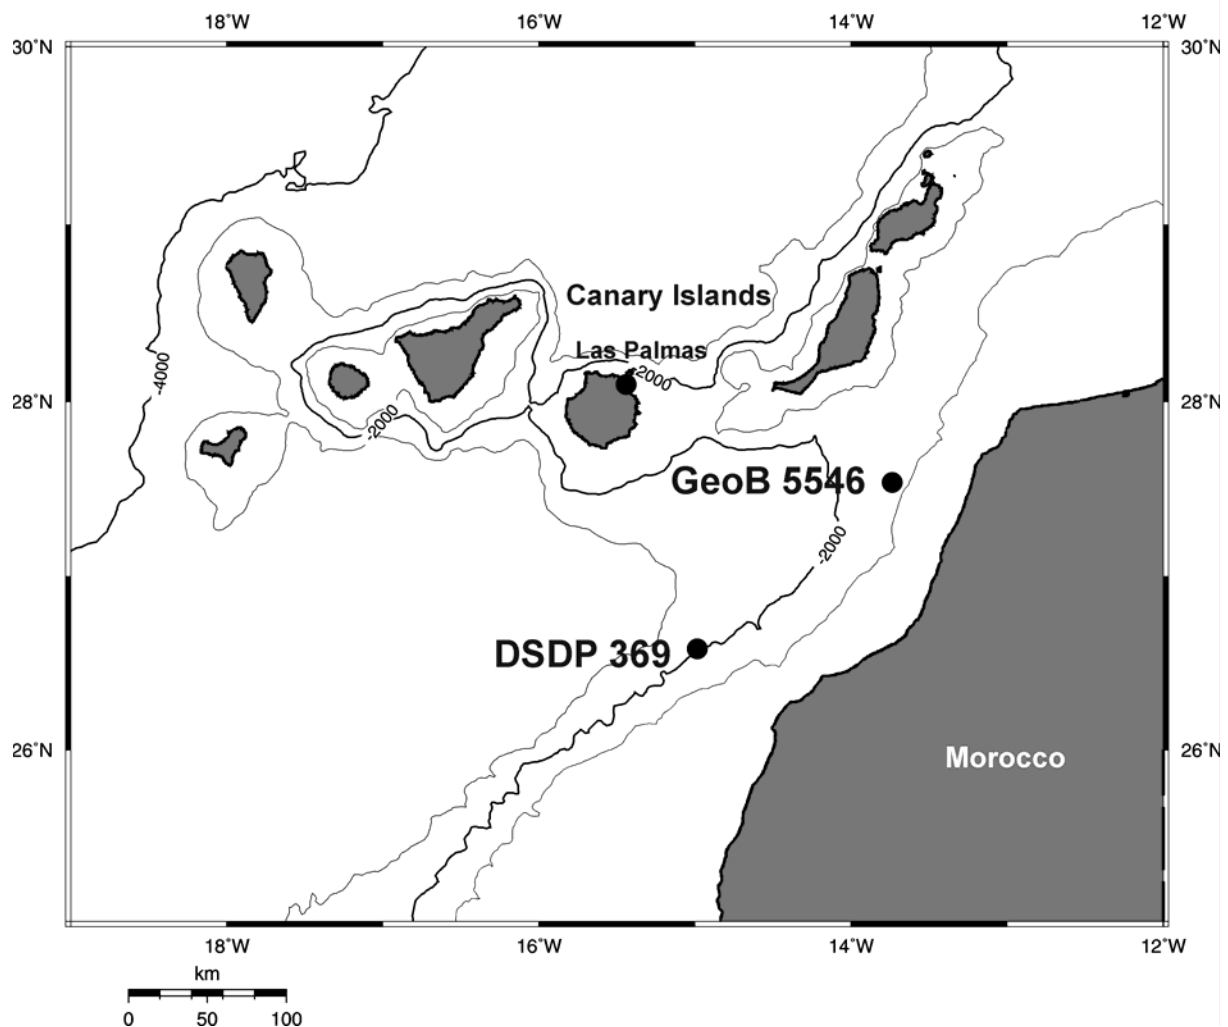 18˚W 16˚W 14˚W 12˚W
30˚N 30˚N
Canary Islands
Las Palmas
-4000
-2000
-2000
28˚N 28˚N
GeoB 5546
-2000
DSDP 369
26˚N 26˚N
Morocco
18˚W 16˚W 14˚W 12˚W
km
0 50 100